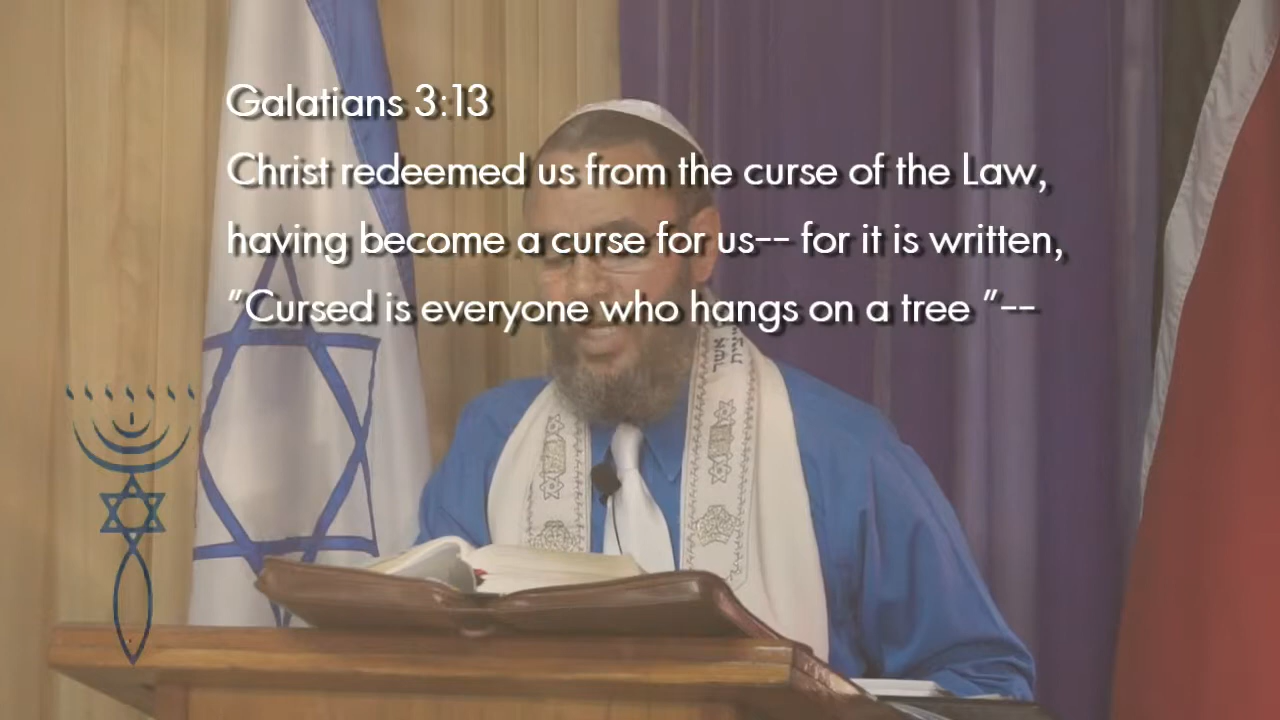 Galatians 3:13
Christ redeemed us from the curse of the Law,
having become a curse for us-- for it is written,
"Cursed is everyone who hangs on a tree "--
אשר